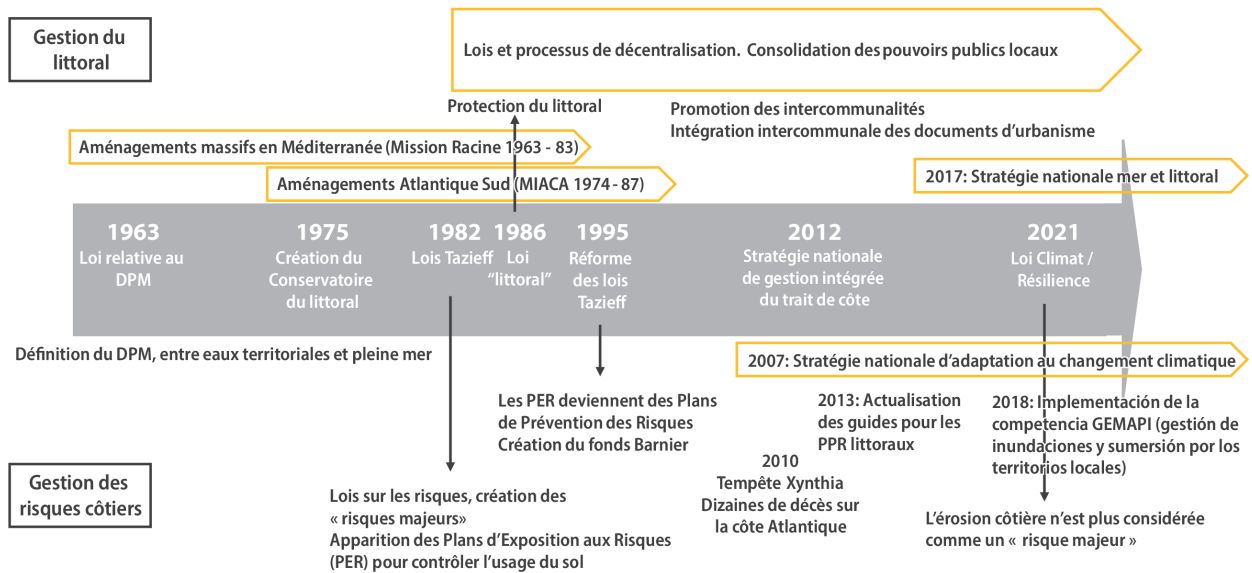 Gestion du
littoral
Lois et processus de décentralisation. Consolidation des pouvoirs publics locaux
Protection du littoral
Promotion des intercommunalités
Intégration intercommunale des documents d'urbanisme
Aménagements massifs en Méditerranée (Mission Racine 1963 - 83)
Aménagements Atlantique Sud (MIACA 1974 - 87)
2017: Stratégie nationale mer et littoral
1963
Loi relative au
DPM
1975
Création du
Conservatoire
du littoral
1982
Lois Tazieff
1986
Loi
“littoral”
1995
Réforme
des lois
Tazieff
2012
Stratégie nationale
de gestion intégrée
du trait de côte
2021
Loi Climat /
Résilience
Définition du DPM, entre eaux territoriales et pleine mer
2007: Stratégie nationale d'adaptation au changement climatique
Les PER deviennent des Plans
de Prévention des Risques
Création du fonds Barnier
2013: Actualisation
des guides pour les
PPR littoraux
2018: Implementación de la
competencia GEMAPI (gestión de
inundaciones y sumersión por los
territorios locales)
2010
Tempête Xynthia
Dizaines de décès sur
la côte Atlantique
Gestion des
risques côtiers
Lois sur les risques, création des
« risques majeurs»
Apparition des Plans d'Exposition aux Risques
(PER) pour contrôler l'usage du sol
L'érosion côtière n'est plus considérée
comme un « risque majeur »